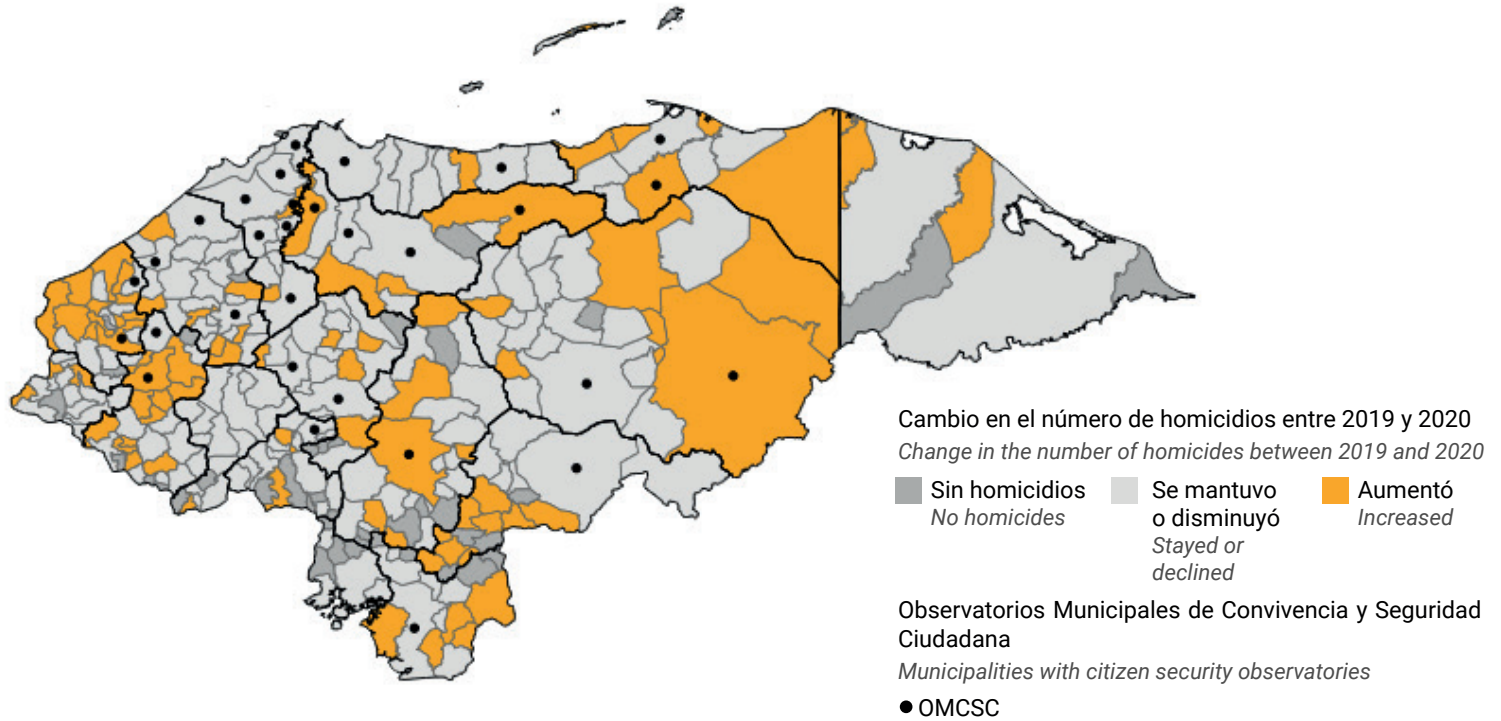 Cambio en el número de homicidios entre 2019 y 2020
Change in the number of homicides between 2019 and 2020
Sin homicidios
No homicides
Se mantuvo
o disminuyó
Stayed or
declined
Aumentó
Increased
Observatorios Municipales de Convivencia y Seguridad
Ciudadana
Municipalities with citizen security observatories
OMCSC